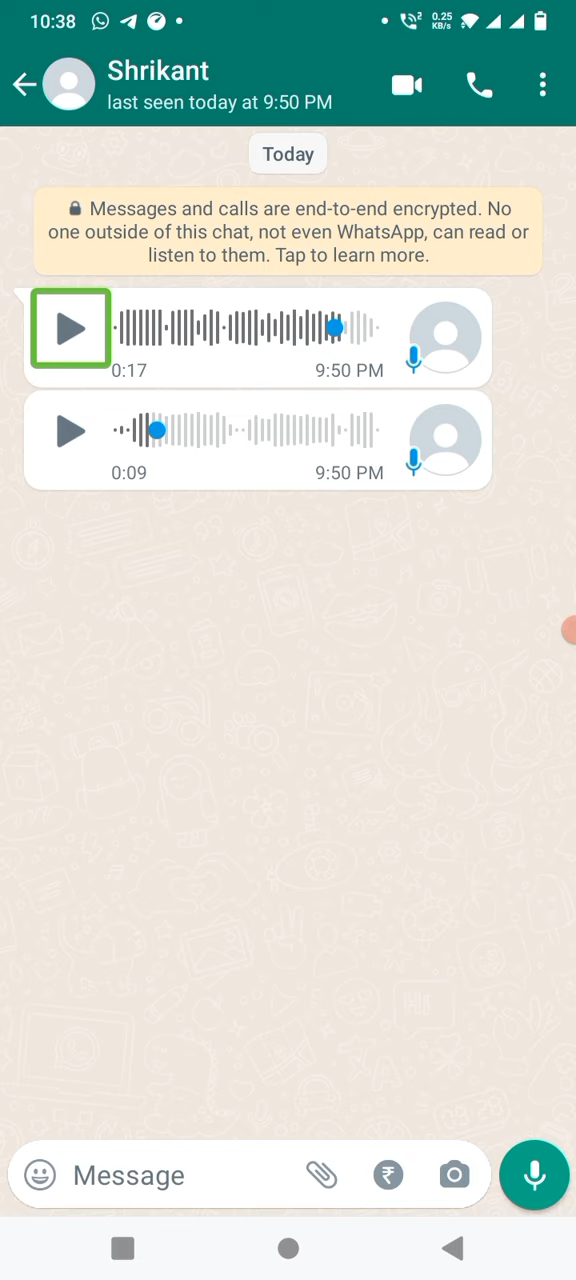 10:38
2
0.25
KB/s
Shrikant
last seen today at 9:50 PM
Today
Messages and calls are end-to-end encrypted. No
one outside of this chat, not even WhatsApp, can read or
listen to them. Tap to learn more.
0:17 9:50 PM
0:09 9:50 PM
Message
₹